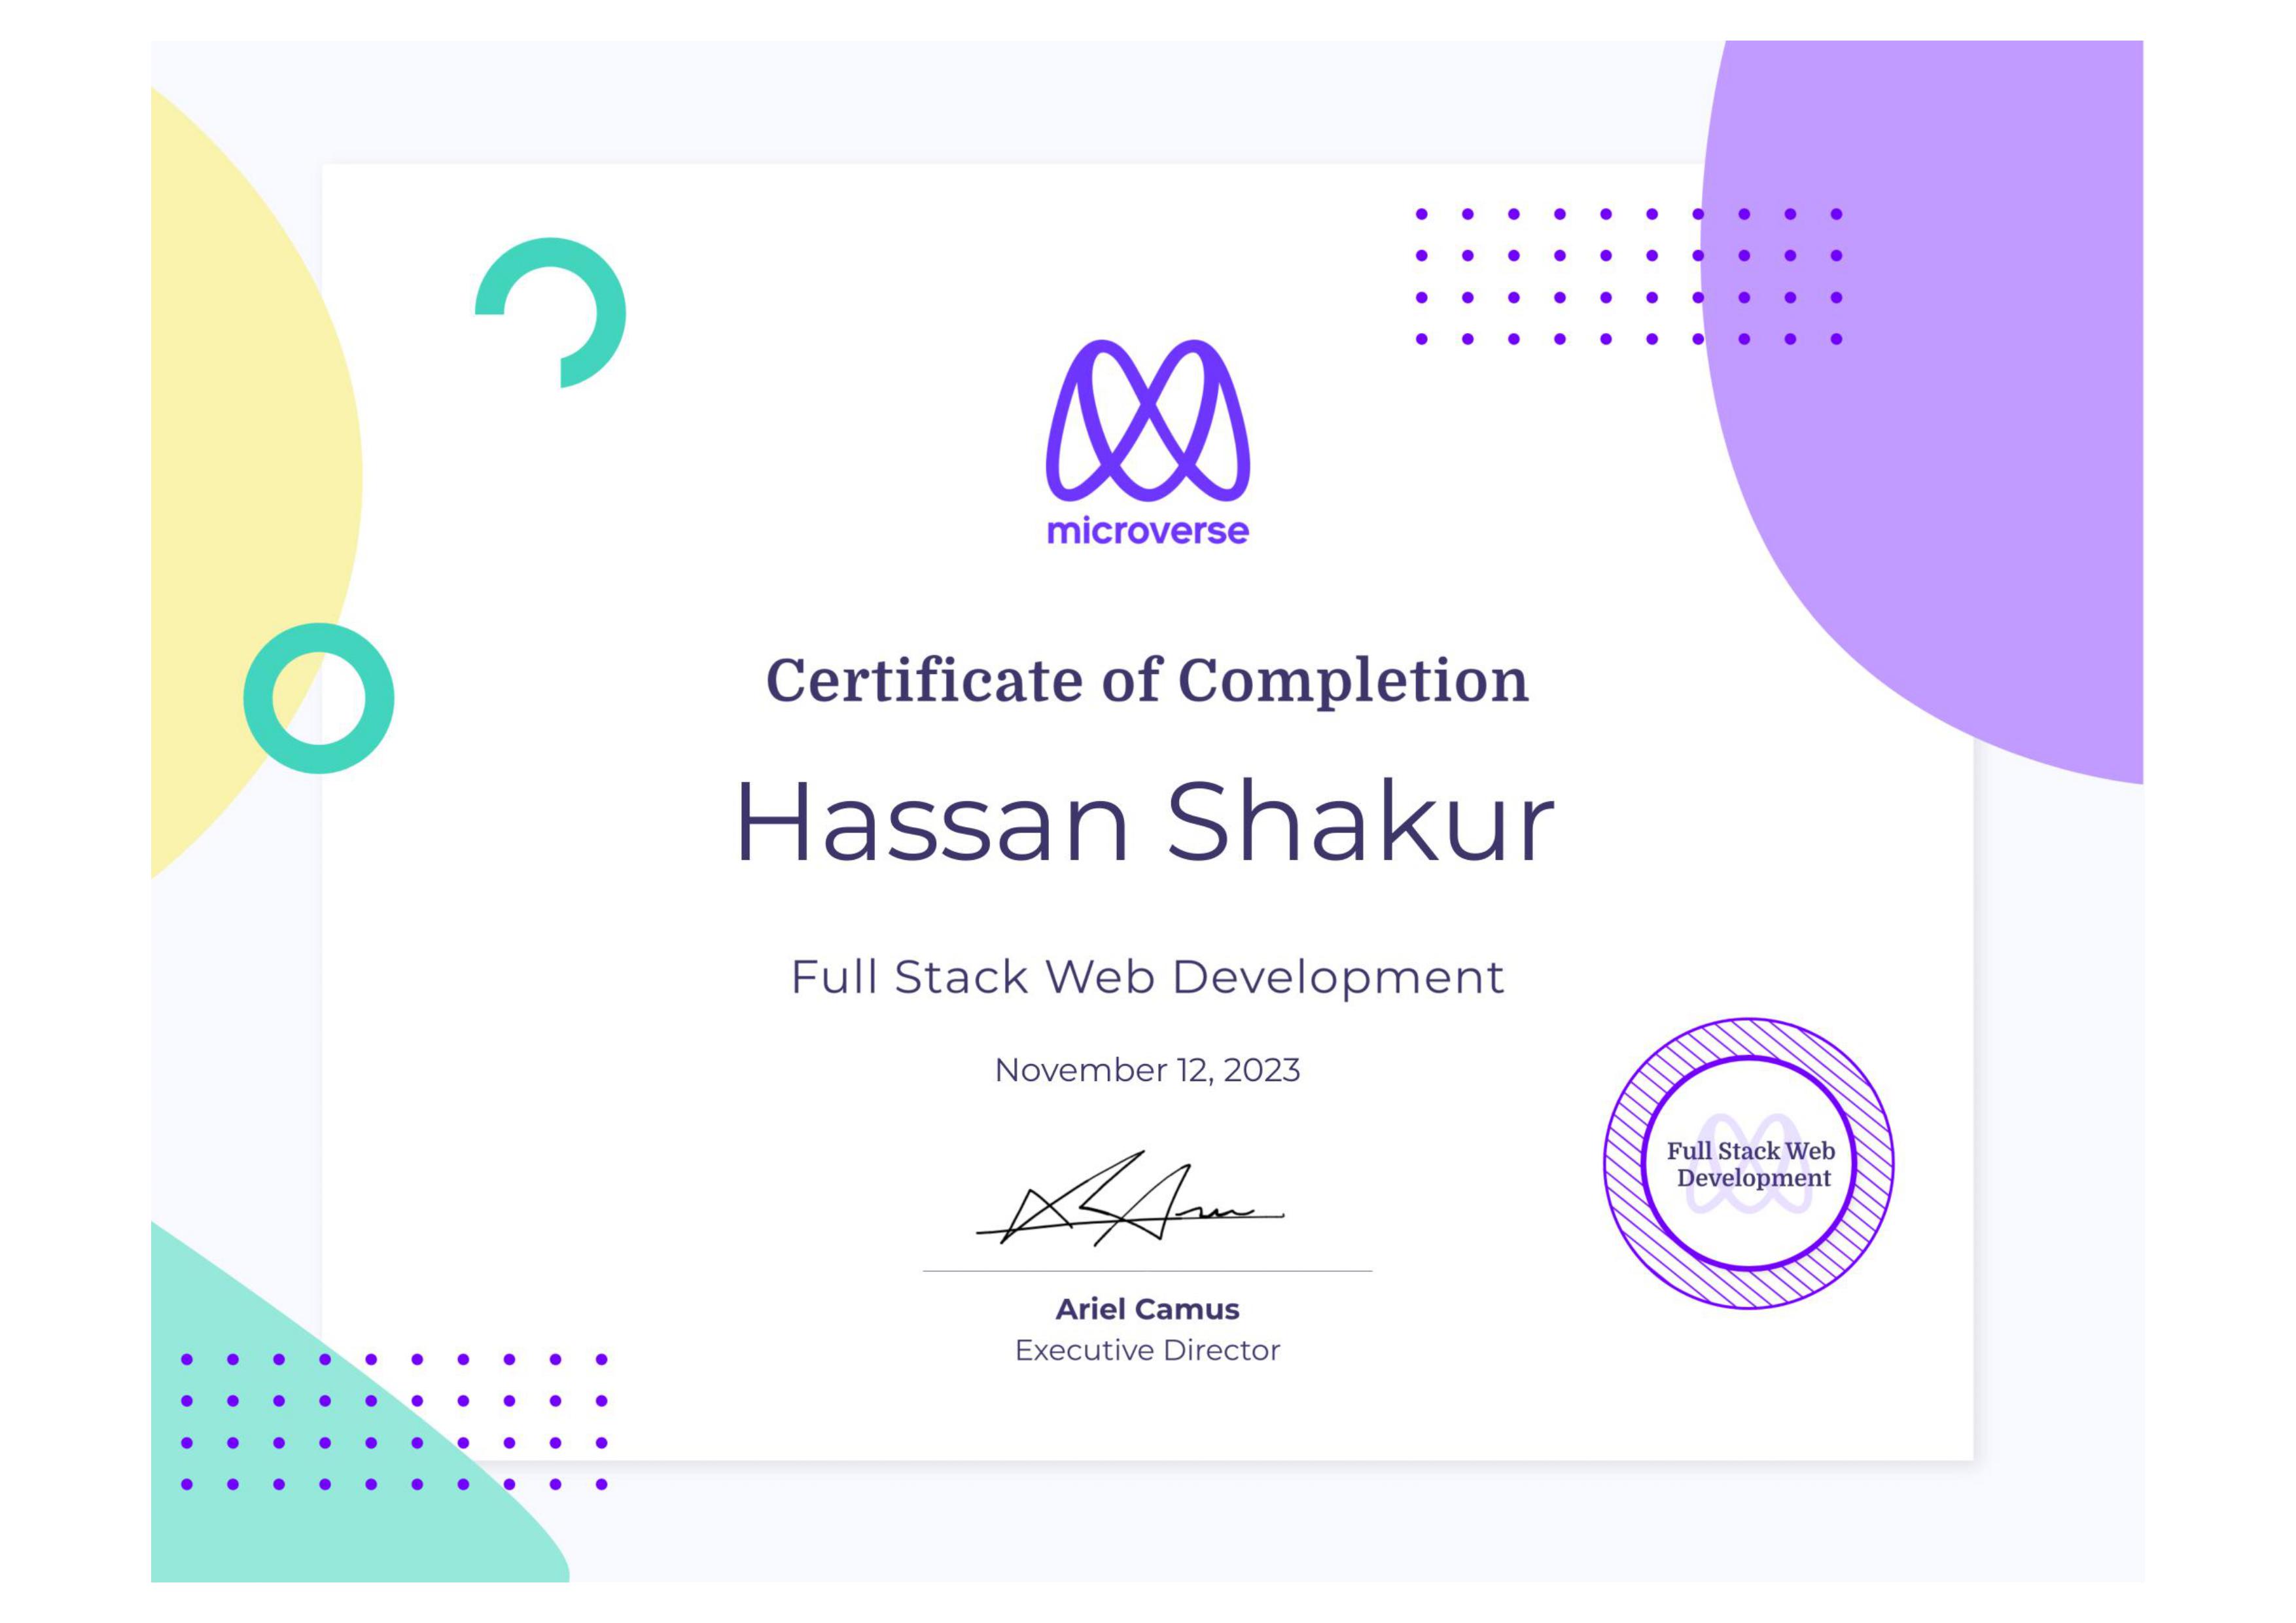 microverse
Certificate of Completion
Hassan Shakur
Full Stack Web Development
November 12, 2023
Ariel Camus
Executive Director
Full Stack Web
Development